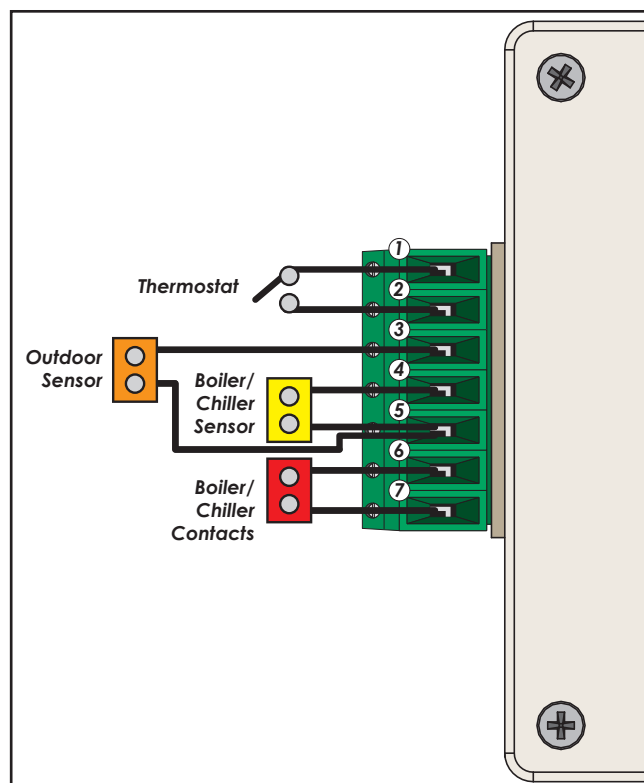 1
Thermostat
2
3
Outdoor
Sensor
4
Boiler/
Chiller
Sensor
5
6
Boiler/
Chiller
Contacts
7